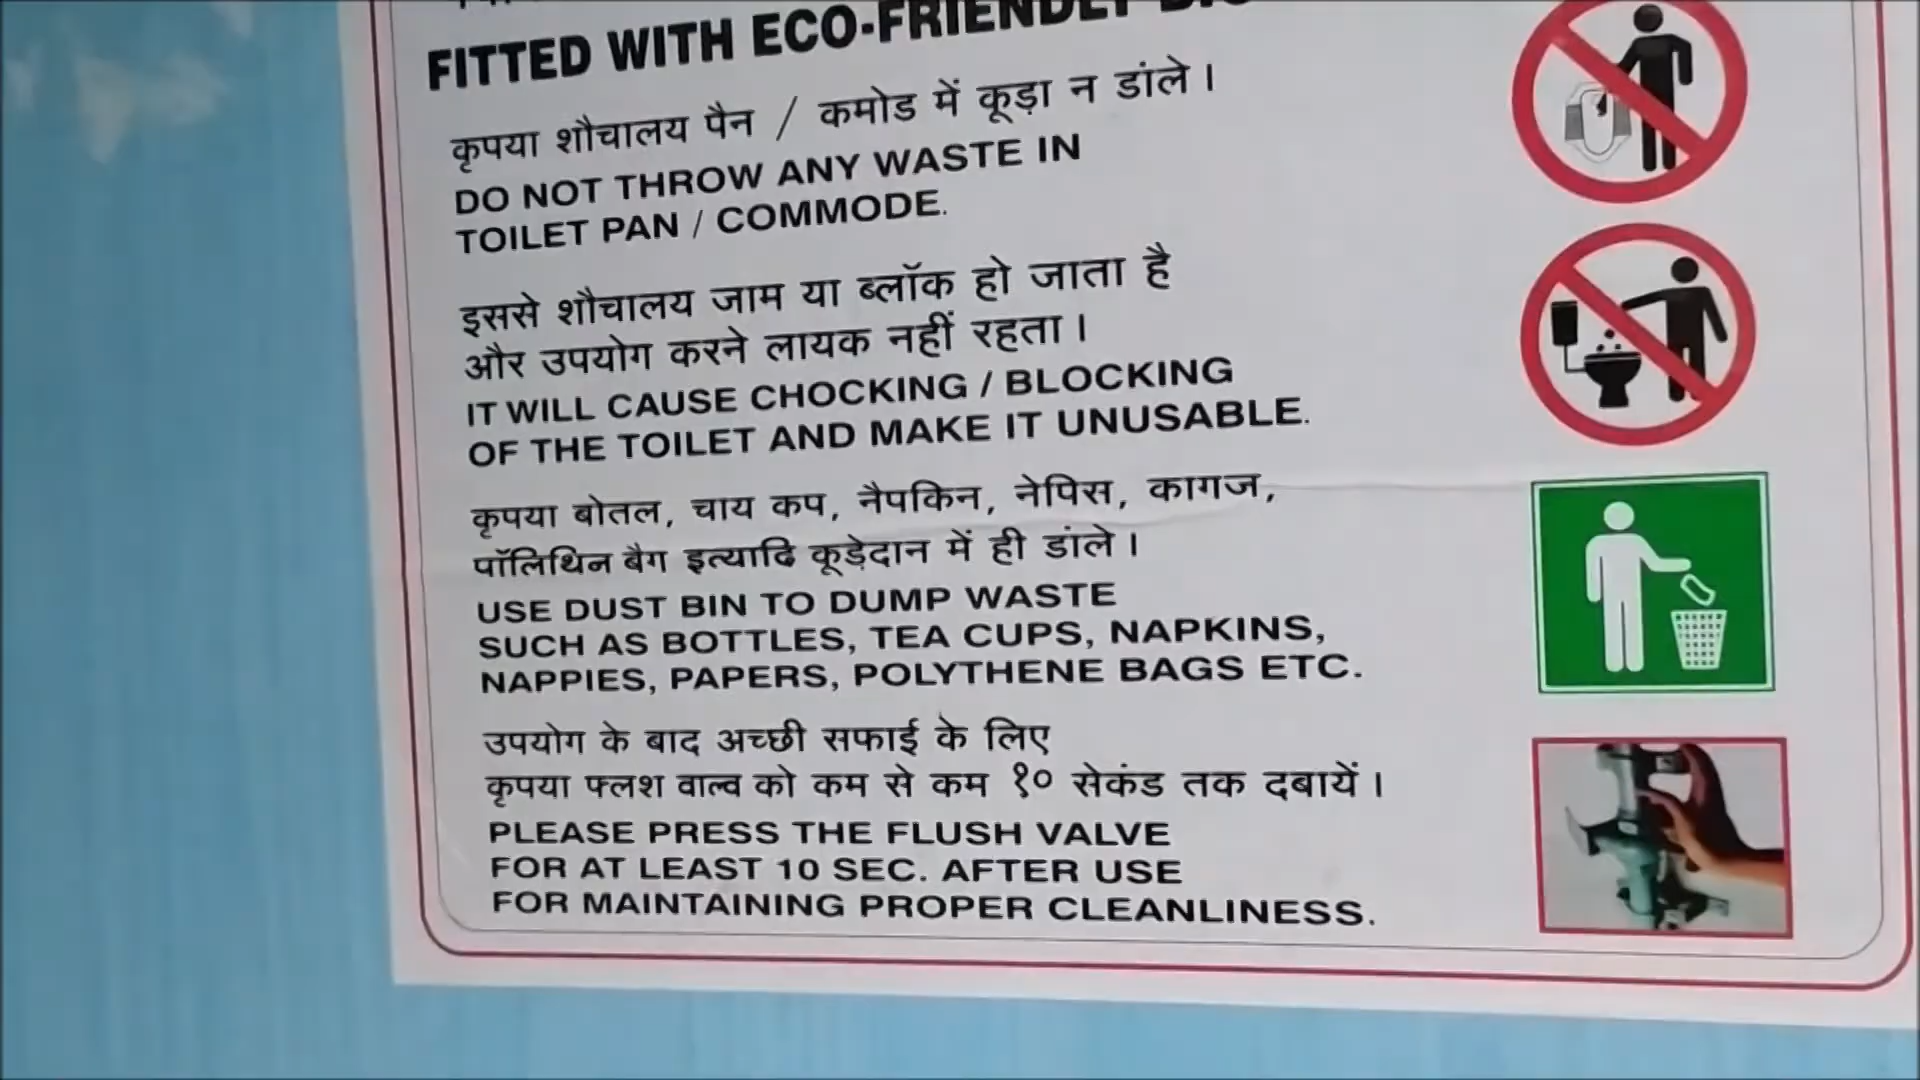 FITTED WITH ECO-FRIENDLY
कृपया शौचालय पैन / कमोड में कूड़ा न डांले।
DO NOT THROW ANY WASTE IN
TOILET PAN / COMMODE.
इससे शौचालय जाम या ब्लॉक हो जाता है
और उपयोग करने लायक नहीं रहता।
IT WILL CAUSE CHOCKING / BLOCKING
OF THE TOILET AND MAKE IT UNUSABLE.
कृपया बोतल, चाय कप, नैपकिन, नेपिस, कागज,
पॉलिथिन बैग इत्यादि कूड़ेदान में ही डांले।
USE DUST BIN TO DUMP WASTE
SUCH AS BOTTLES, TEA CUPS, NAPKINS,
NAPPIES, PAPERS, POLYTHENE BAGS ETC.
उपयोग के बाद अच्छी सफाई के लिए
कृपया फ्लश वाल्व को कम से कम १० सेकंड तक दबायें।
PLEASE PRESS THE FLUSH VALVE
FOR AT LEAST 10 SEC. AFTER USE
FOR MAINTAINING PROPER CLEANLINESS.